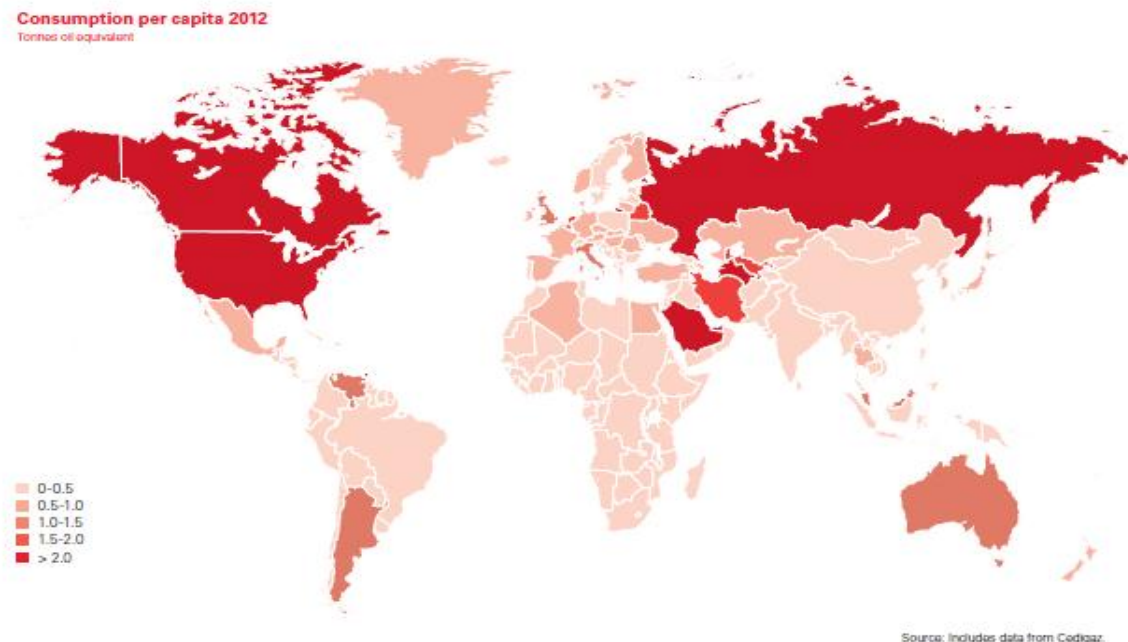 Consumption per capita 2012
Tonnes oil equivalent
0-0.5
0.5-1.0
1.0-1.5
1.5-2.0
> 2.0
Source: Includes data from Cedigaz.